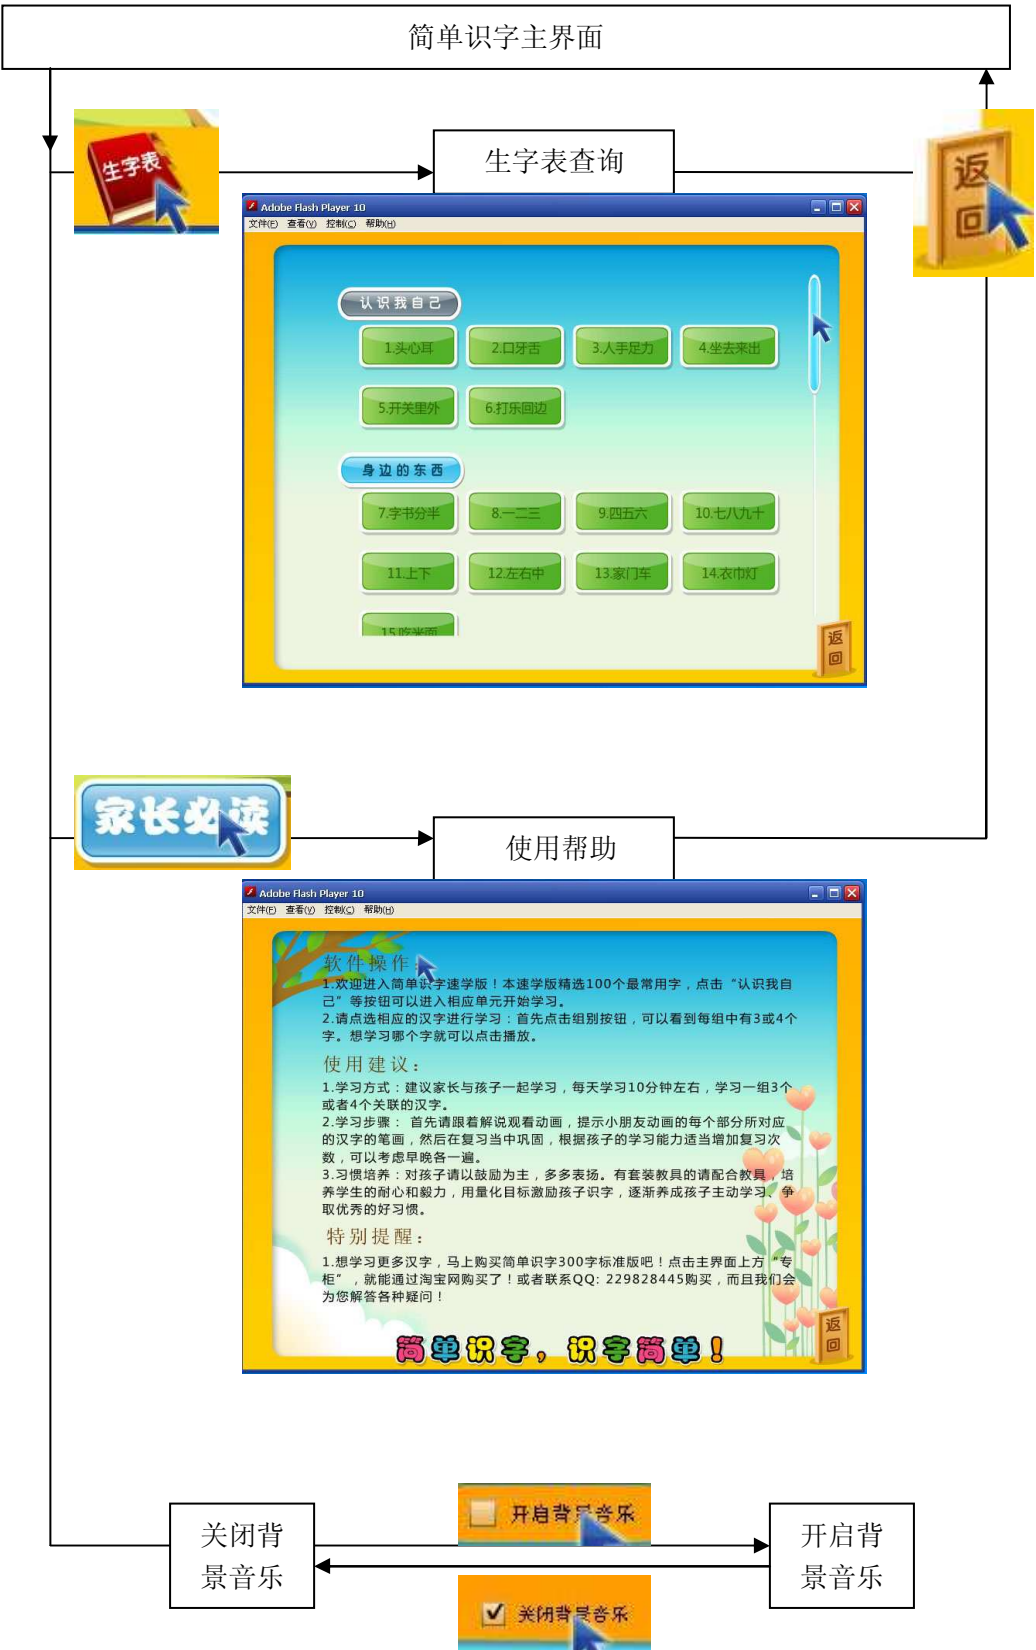 简单识字主界面
生字表
生字表查询
返
回
Adobe Flash Player 10
文件(F) 查看(V) 控制(C) 帮助(H)
认识我自己
1.头心耳 2.口牙舌 3.人手足力 4.坐去来出
5.开关里外 6.打乐回边
身边的东西
7.字书分半 8.一二三 9.四五六 10.七八九十
11.上下 12.左右中 13.家门车 14.衣巾灯
15.吃米面
返
回
家长必读
使用帮助
Adobe Flash Player 10
文件(F) 查看(V) 控制(C) 帮助(H)
软件操作：
1.欢迎进入简单识字速学版！本速学版精选100个最常用字，点击“认识我自
己”等按钮可以进入相应单元开始学习。
2.请点选相应的汉字进行学习：首先点击组别按钮，可以看到每组中有3或4个
字。想学习哪个字就可以点击播放。
使用建议：
1.学习方式：建议家长与孩子一起学习，每天学习10分钟左右，学习一组3个
或者4个关联的汉字。
2.学习步骤： 首先请跟着解说观看动画，提示小朋友动画的每个部分所对应
的汉字的笔画，然后在复习当中巩固，根据孩子的学习能力适当增加复习次
数，可以考虑早晚各一遍。
3.习惯培养：对孩子请以鼓励为主，多多表扬。有套装教具的请配合教具，培
养学生的耐心和毅力，用量化目标激励孩子识字，逐渐养成孩子主动学习、争
取优秀的好习惯。
特别提醒：
1.想学习更多汉字，马上购买简单识字300字标准版吧！点击主界面上方“专
柜”，就能通过淘宝网购买了！或者联系QQ: 229828445购买，而且我们会
为您解答各种疑问！
简单识字，识字简单！
返
回
关闭背
景音乐
开启背景音乐
开启背
景音乐
关闭背景音乐